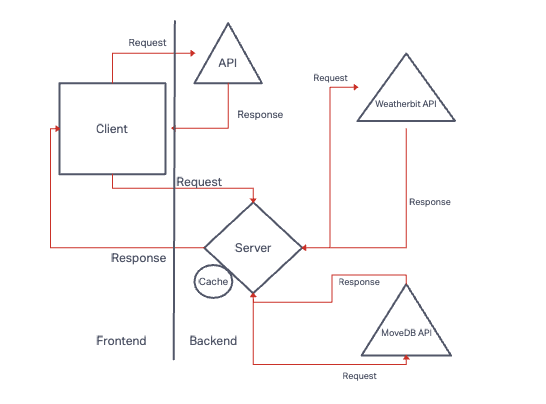 Request
API
Request
Weatherbit API
Response
Client
Request
Response
Server
Response
Cache
Response
MoveDB API
Frontend
Backend
Request